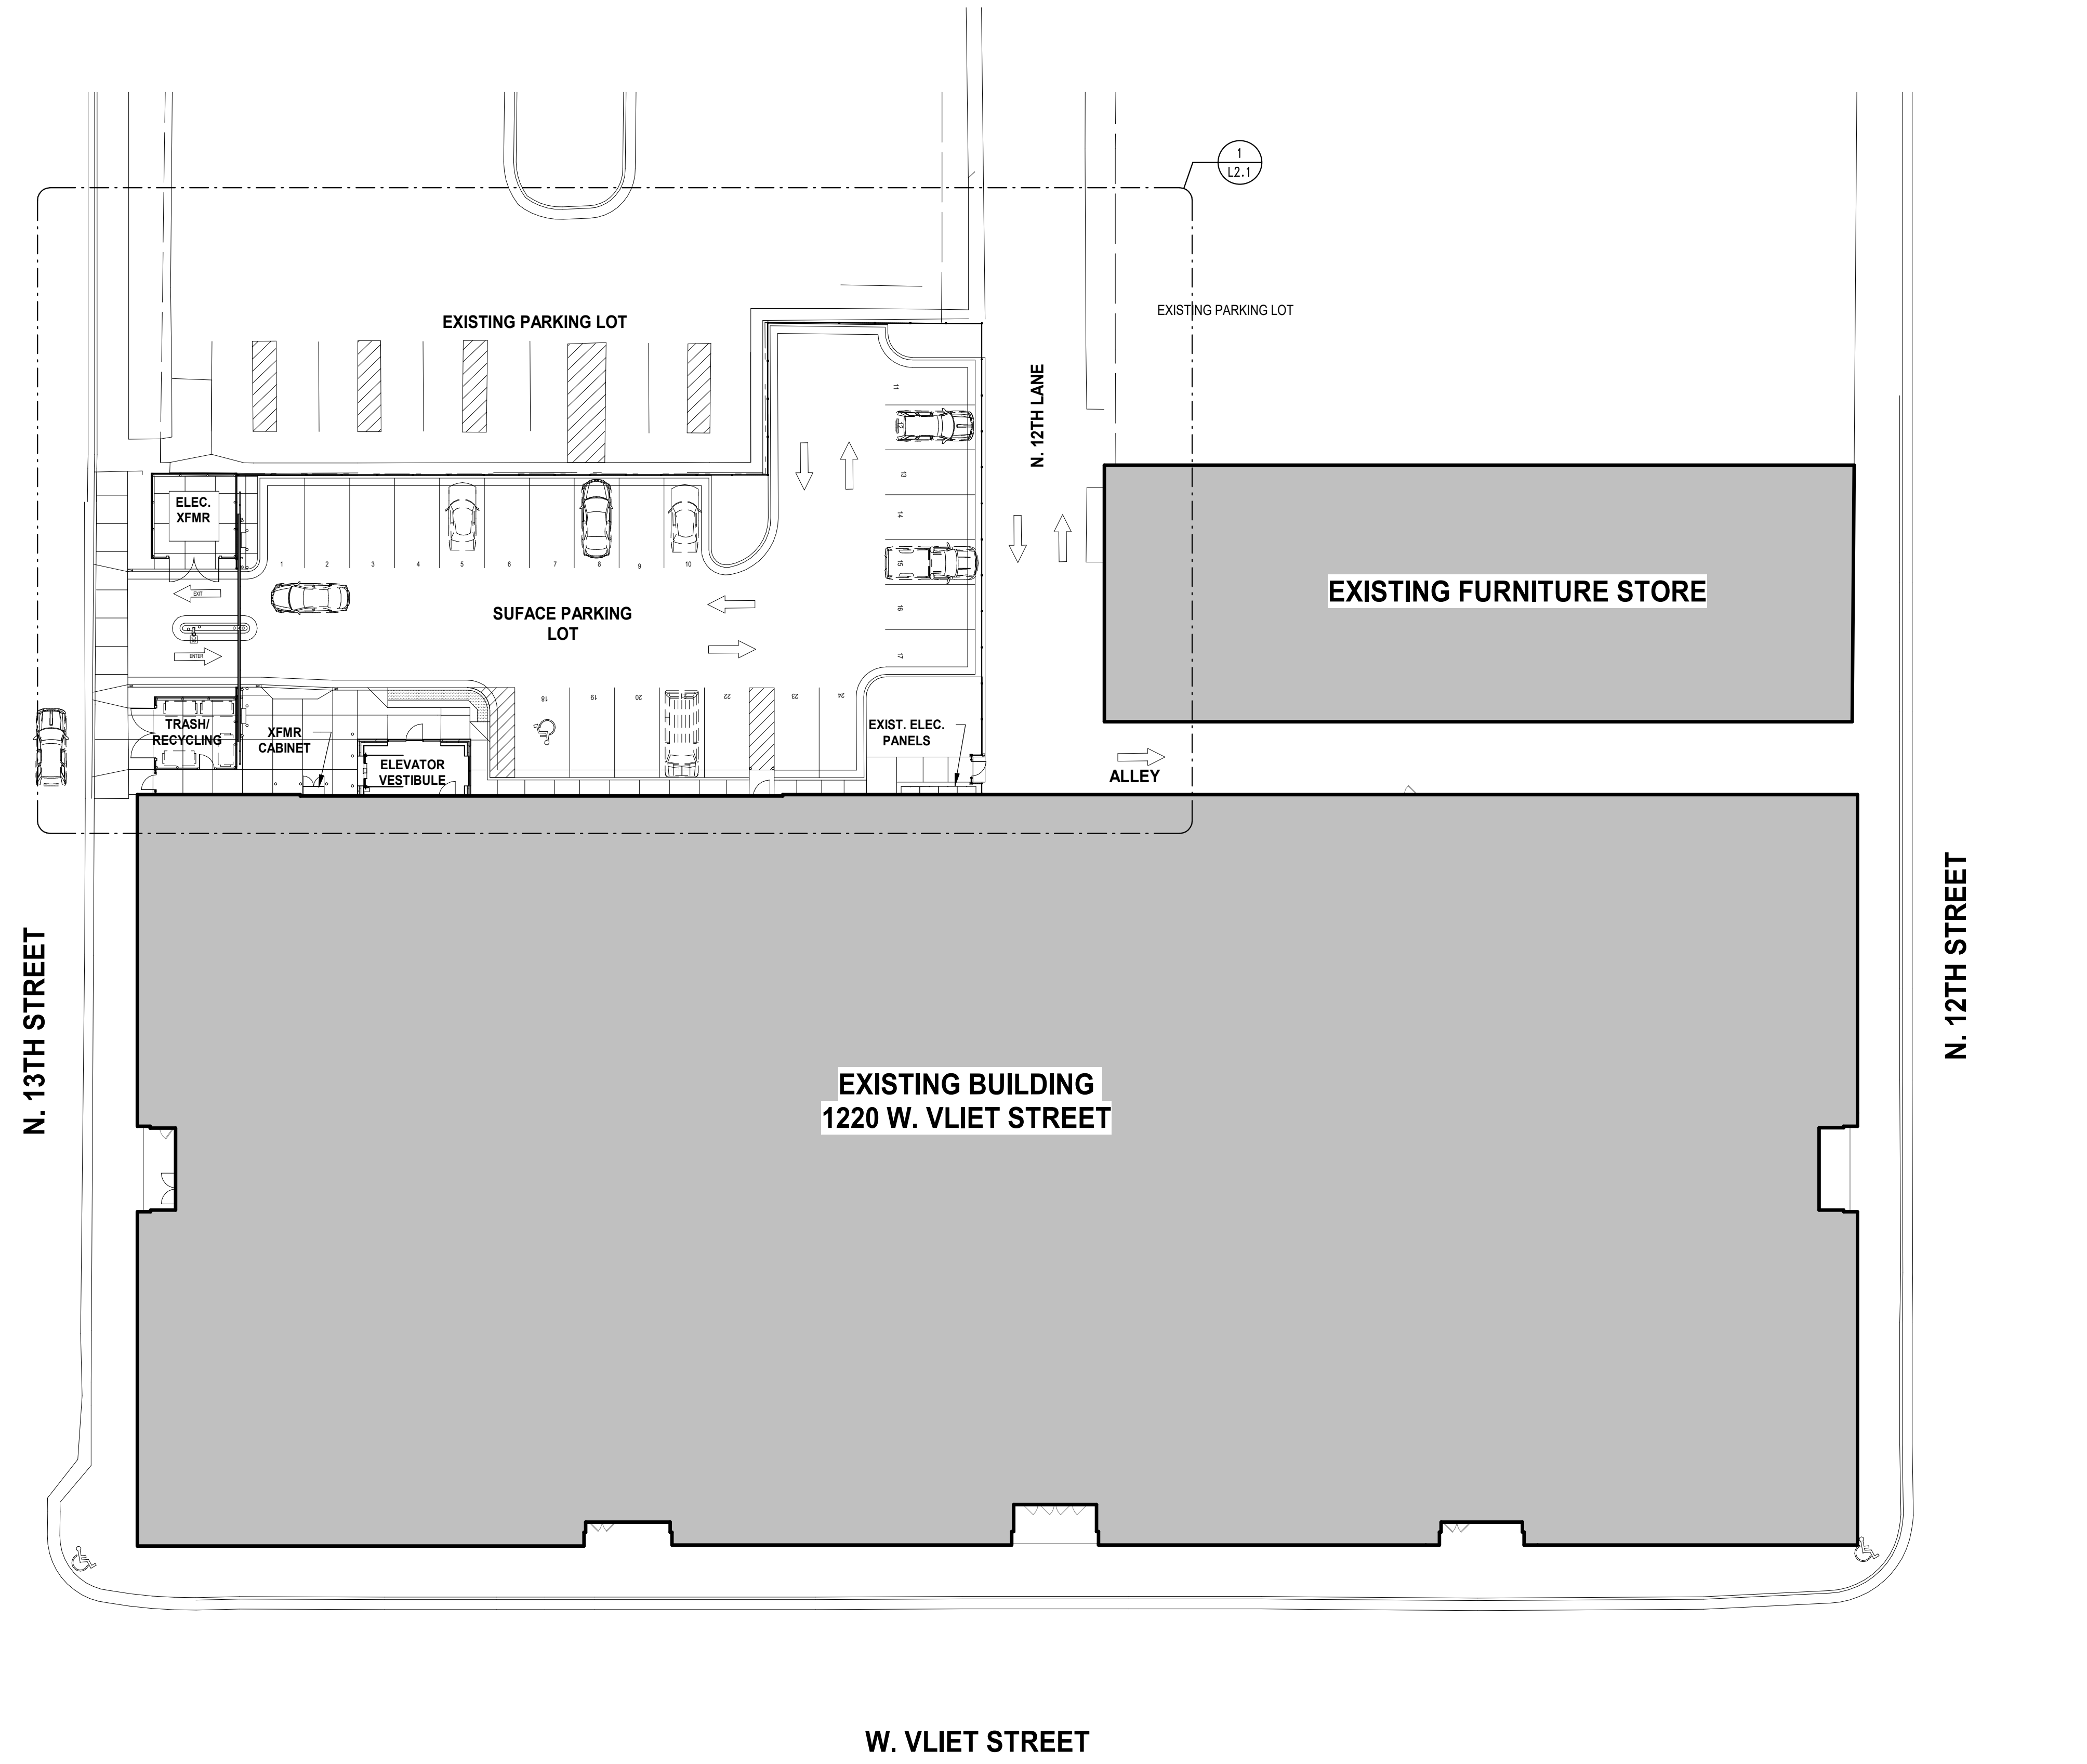 1
L2.1
EXISTING PARKING LOT
EXISTING PARKING LOT
N. 12TH LANE
11
12
13
14
15
16
17
ELEC.
XFMR
1 2 3 4 5 6 7 8 9 10
EXIT
ENTER
SUFACE PARKING
LOT
EXISTING FURNITURE STORE
18 19 20 21 22 23 24
TRASH/
RECYCLING
XFMR
CABINET
ELEVATOR
VESTIBULE
EXIST. ELEC.
PANELS
ALLEY
N. 13TH STREET
N. 12TH STREET
EXISTING BUILDING
1220 W. VLIET STREET
W. VLIET STREET